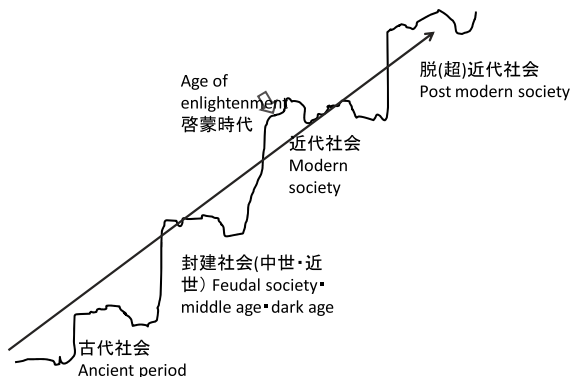 脱(超)近代社会
Post modern society
Age of
enlightenment
啓蒙時代
近代社会
Modern
society
封建社会(中世・近
世）Feudal society・
middle age・dark age
古代社会
Ancient period